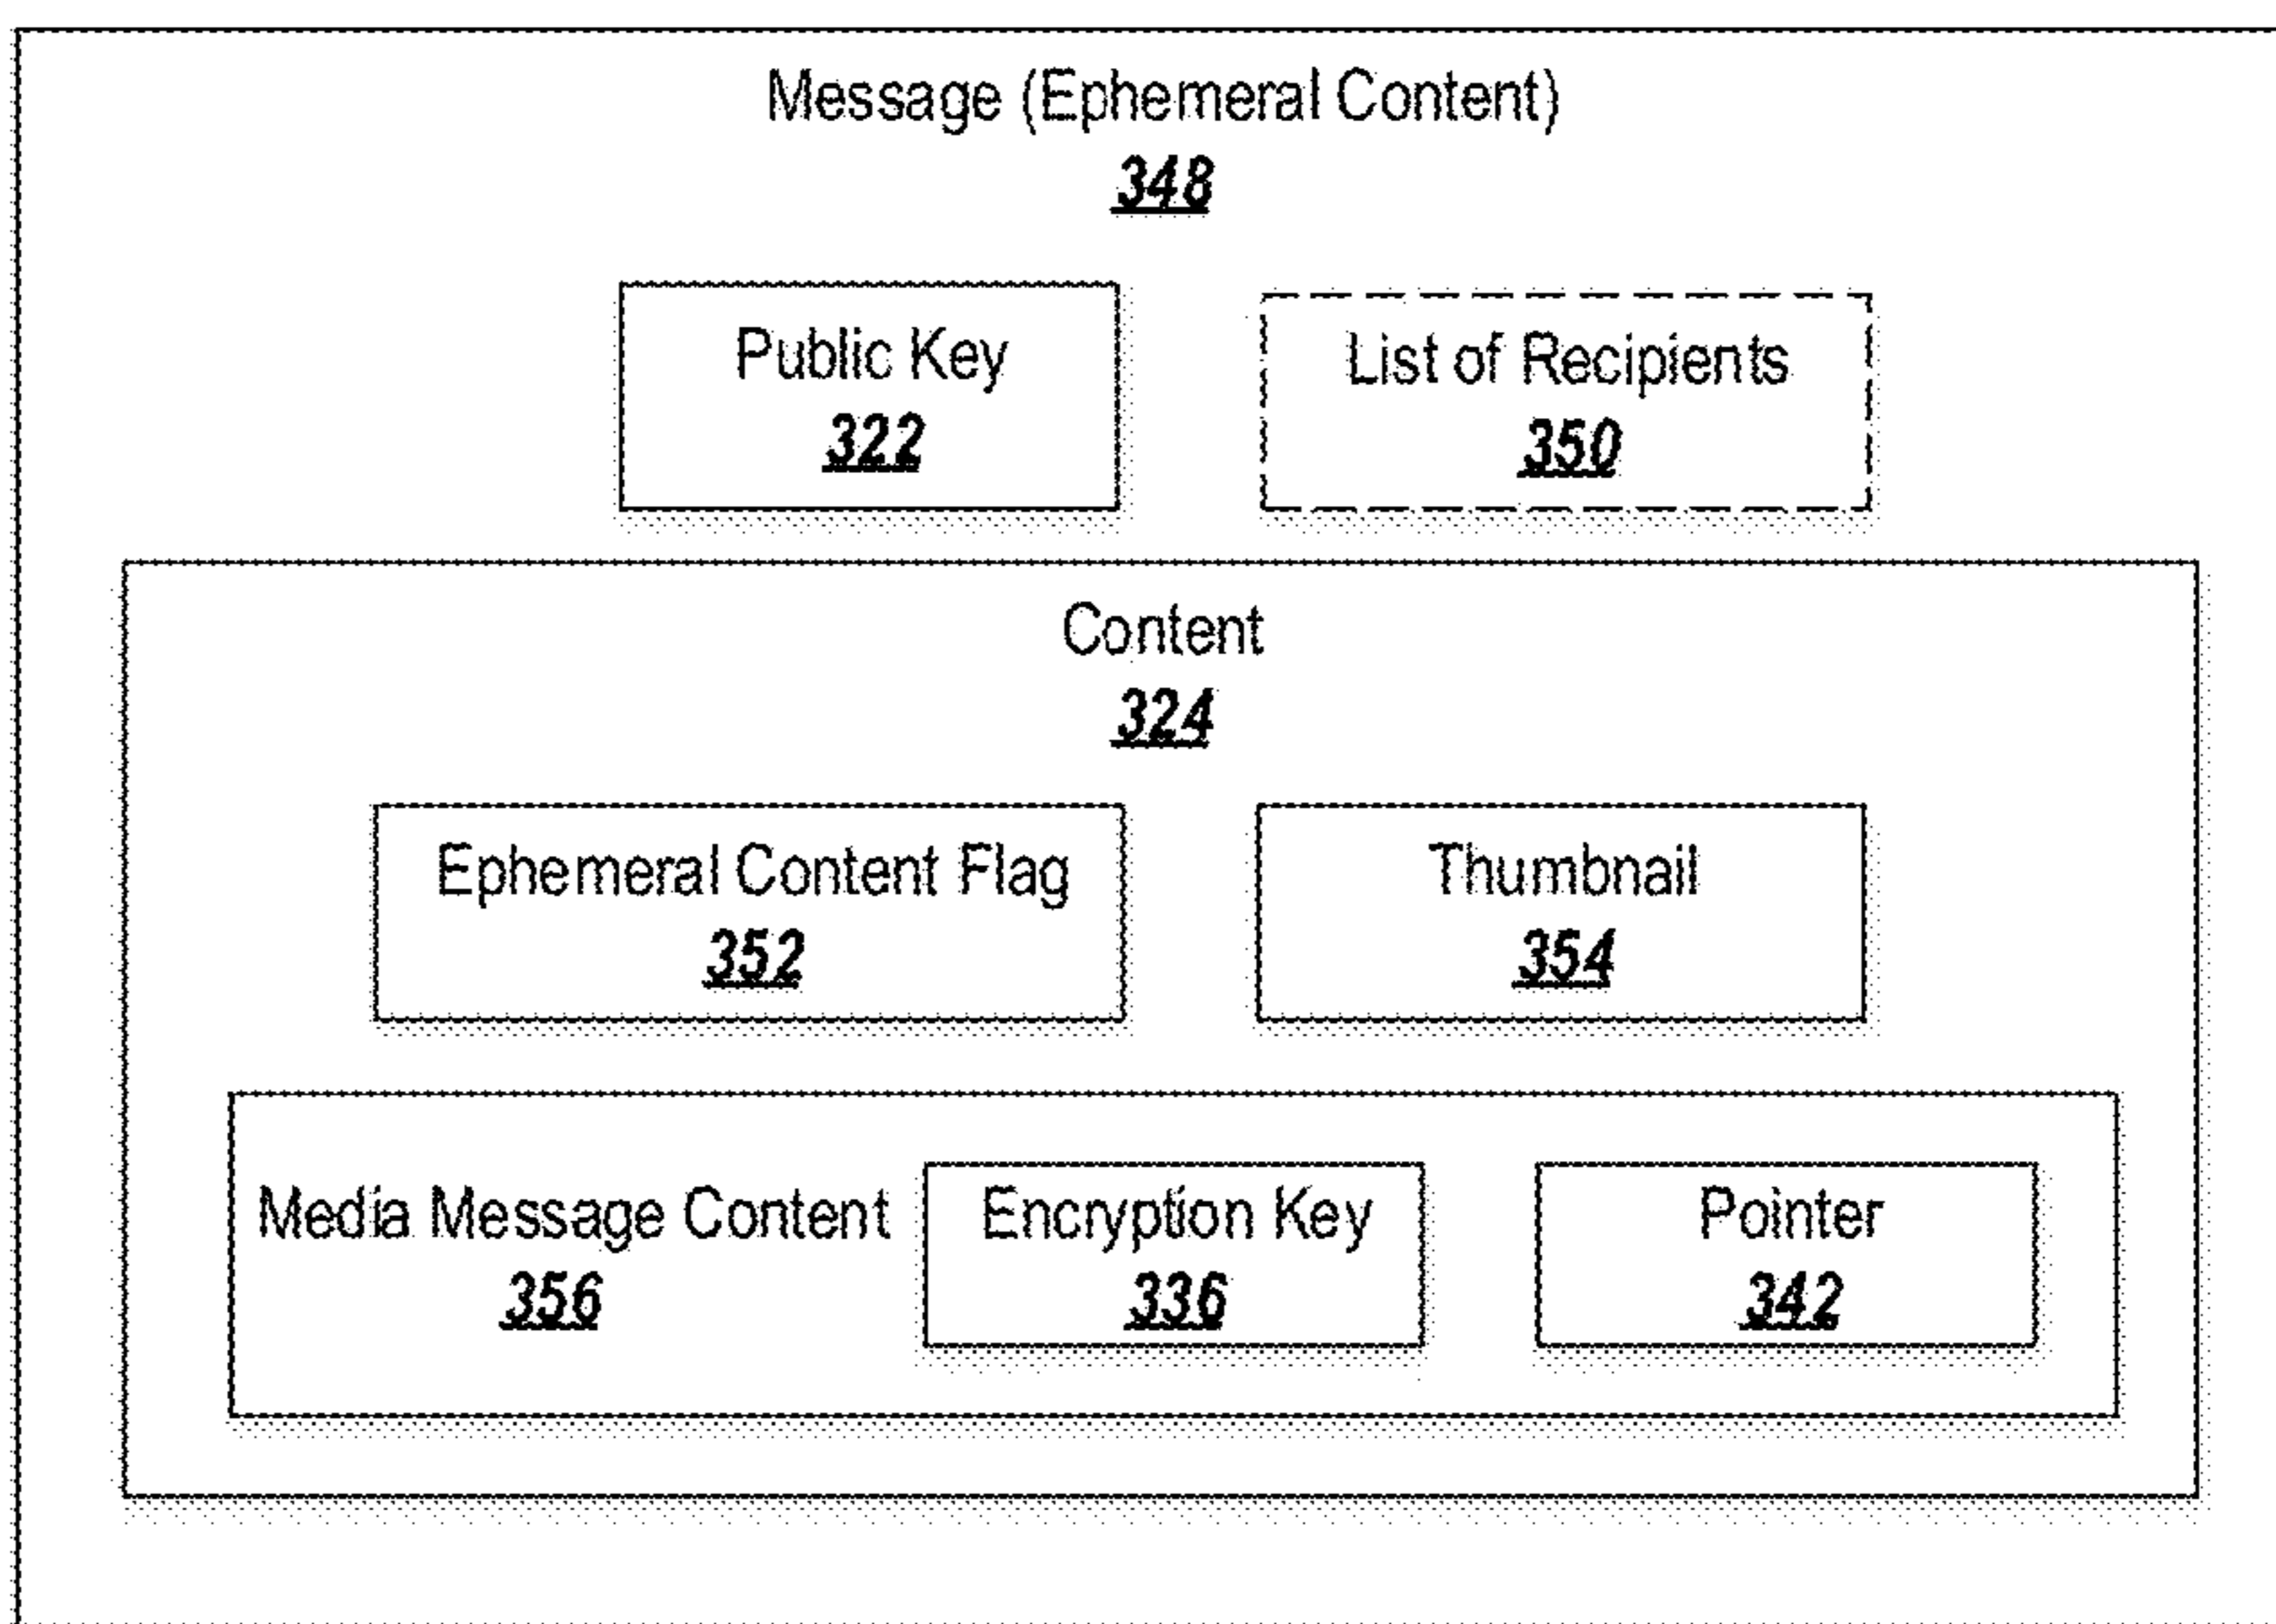 Message (Ephemeral Content)
348
Public Key
322
List of Recipients
350
Content
324
Ephemeral Content Flag
352
Thumbnail
354
Media Message Content
356
Encryption Key
336
Pointer
342